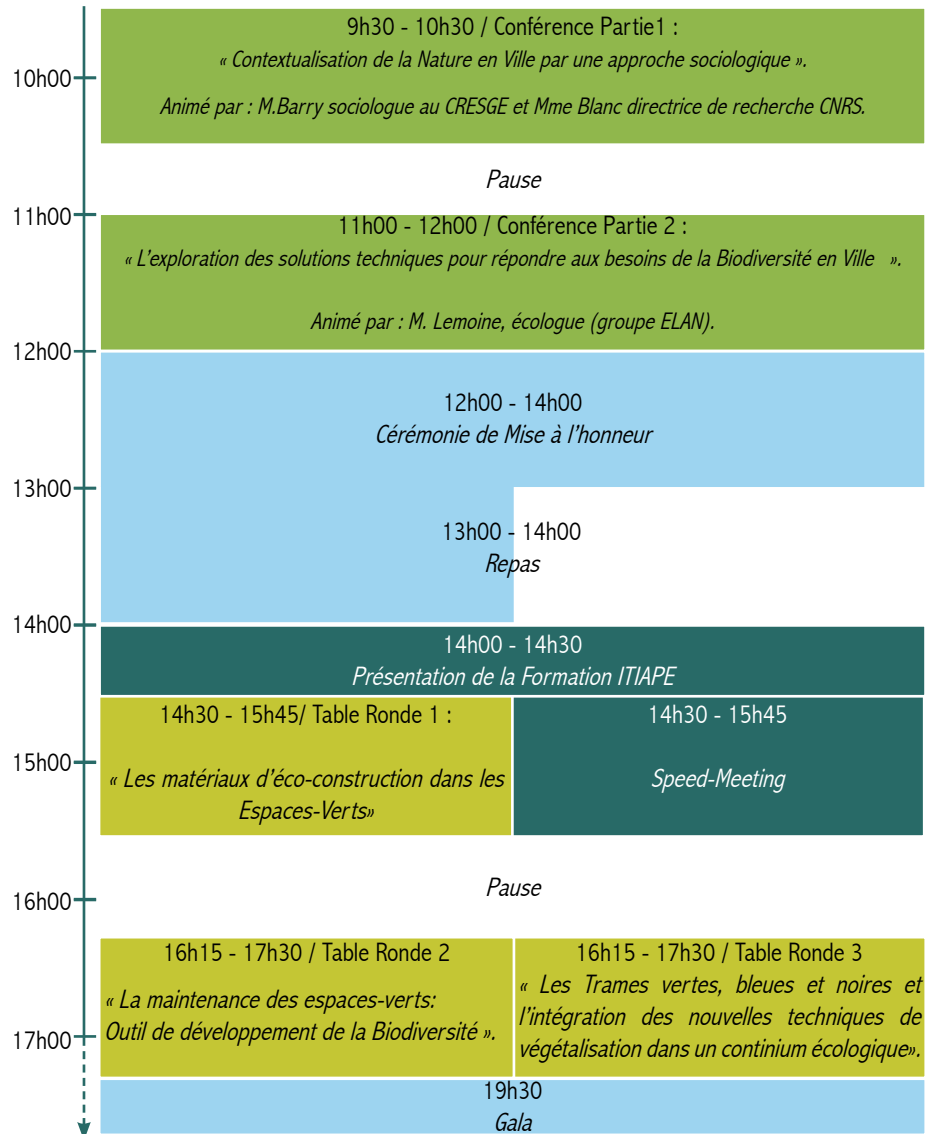 9h30 - 10h30 / Conférence Partie1 :
« Contextualisation de la Nature en Ville par une approche sociologique ».
10h00
Animé par : M.Barry sociologue au CRESGE et Mme Blanc directrice de recherche CNRS.
Pause
11h00
11h00 - 12h00 / Conférence Partie 2 :
« L'exploration des solutions techniques pour répondre aux besoins de la Biodiversité en Ville ».
Animé par : M. Lemoine, écologue (groupe ELAN).
12h00
12h00 - 14h00
Cérémonie de Mise à l'honneur
13h00
13h00 - 14h00
Repas
14h00
14h00 - 14h30
Présentation de la Formation ITIAPE
14h30 - 15h45/ Table Ronde 1 :
« Les matériaux d'éco-construction dans les
Espaces-Verts»
14h30 - 15h45
Speed-Meeting
15h00
Pause
16h00
16h15 - 17h30 / Table Ronde 2
« La maintenance des espaces-verts:
Outil de développement de la Biodiversité ».
16h15 - 17h30 / Table Ronde 3
« Les Trames vertes, bleues et noires et
l'intégration des nouvelles techniques de
végétalisation dans un continium écologique».
17h00
19h30
Gala